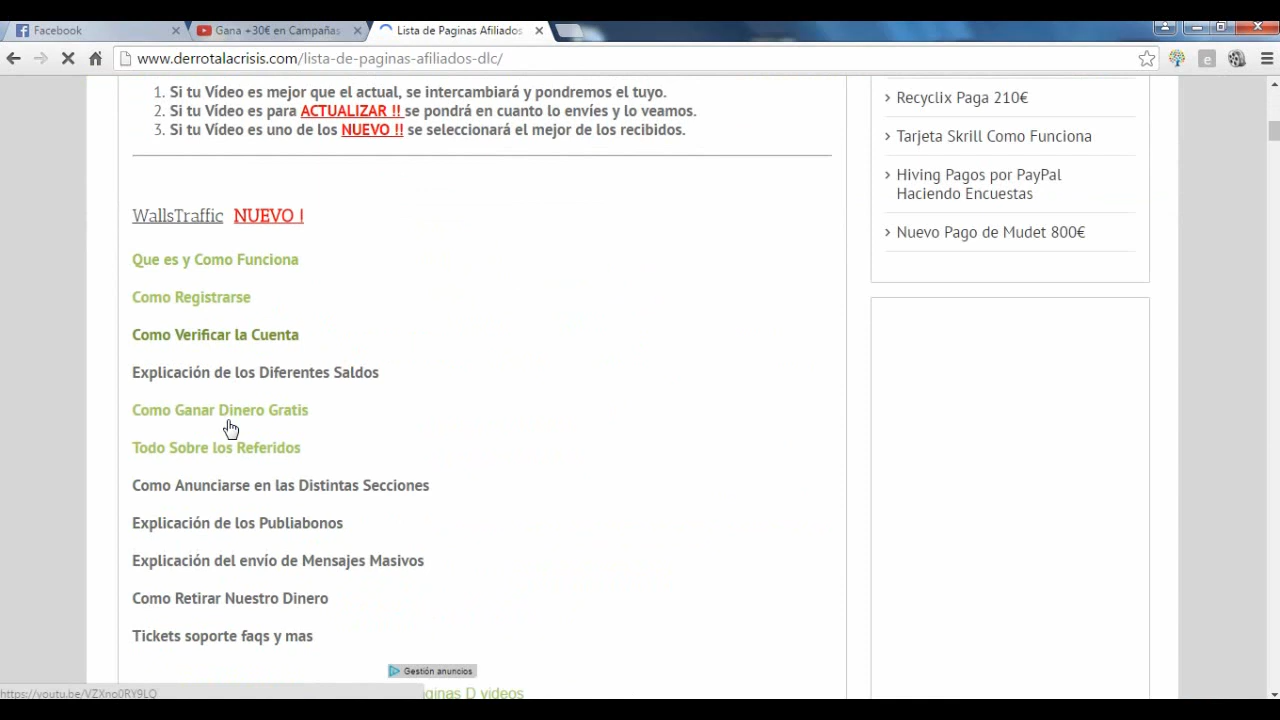 Facebook
Gana +30€ en Campañas
Lista de Paginas Afiliados
www.derrotalacrisis.com/lista-de-paginas-afiliados-dlc/
1. Si tu Vídeo es mejor que el actual, se intercambiará y pondremos el tuyo.
2. Si tu Vídeo es para ACTUALIZAR !! se pondrá en cuanto lo envíes y lo veamos.
3. Si tu Vídeo es uno de los NUEVO !! se seleccionará el mejor de los recibidos.
WallsTraffic NUEVO !
Que es y Como Funciona
Como Registrarse
Como Verificar la Cuenta
Explicación de los Diferentes Saldos
Como Ganar Dinero Gratis
Todo Sobre los Referidos
Como Anunciarse en las Distintas Secciones
Explicación de los Publiabonos
Explicación del envío de Mensajes Masivos
Como Retirar Nuestro Dinero
Tickets soporte faqs y mas
Gestión anuncios
ginas D videos
https://youtu.be/VZXno0RY9LQ
Recyclix Paga 210€
Tarjeta Skrill Como Funciona
Hiving Pagos por PayPal
Haciendo Encuestas
Nuevo Pago de Mudet 800€